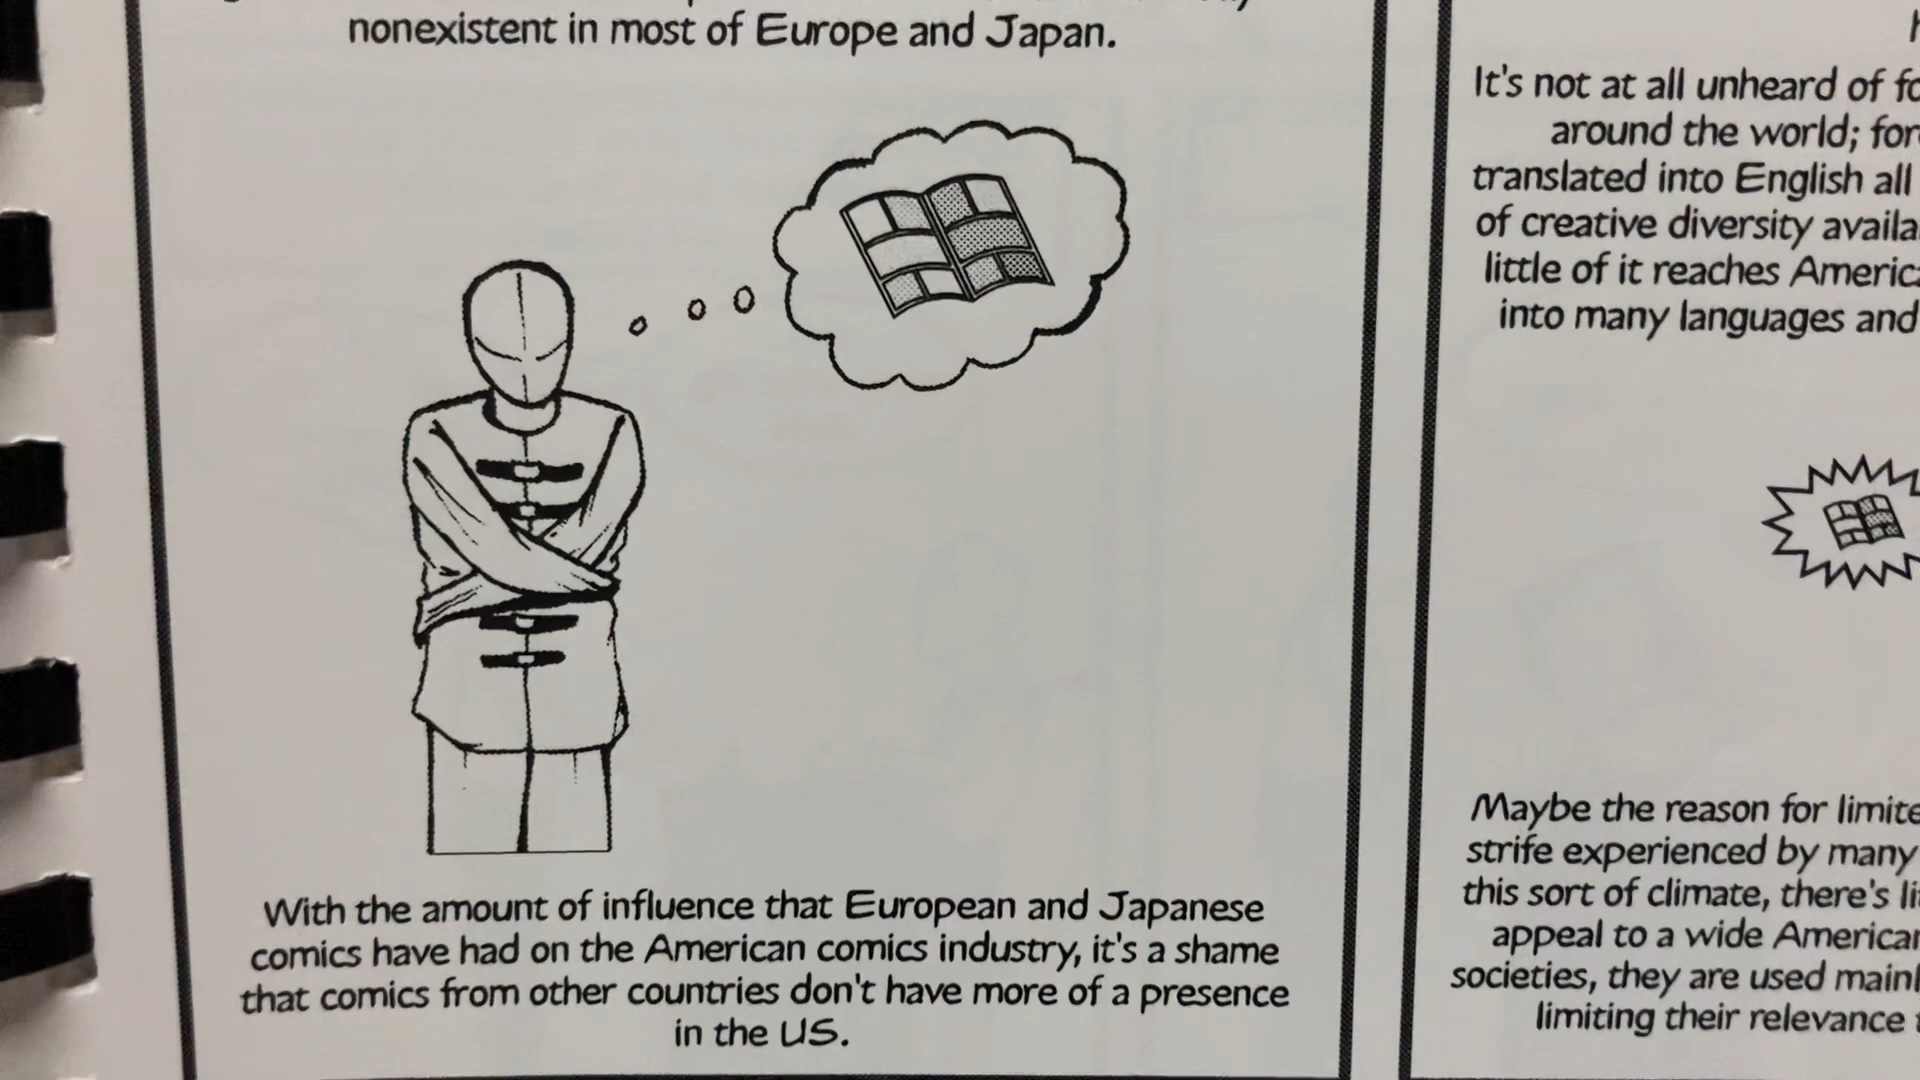 nonexistent in most of Europe and Japan.
With the amount of influence that European and Japanese
comics have had on the American comics industry, it's a shame
that comics from other countries don't have more of a presence
in the US.
It's not at all unheard of
around the world;
translated into English all
of creative diversity
little of it reaches
into many languages and
Maybe the reason for
strife experienced by many
this sort of climate, there's
appeal to a wide
societies, they are used
limiting their relevance